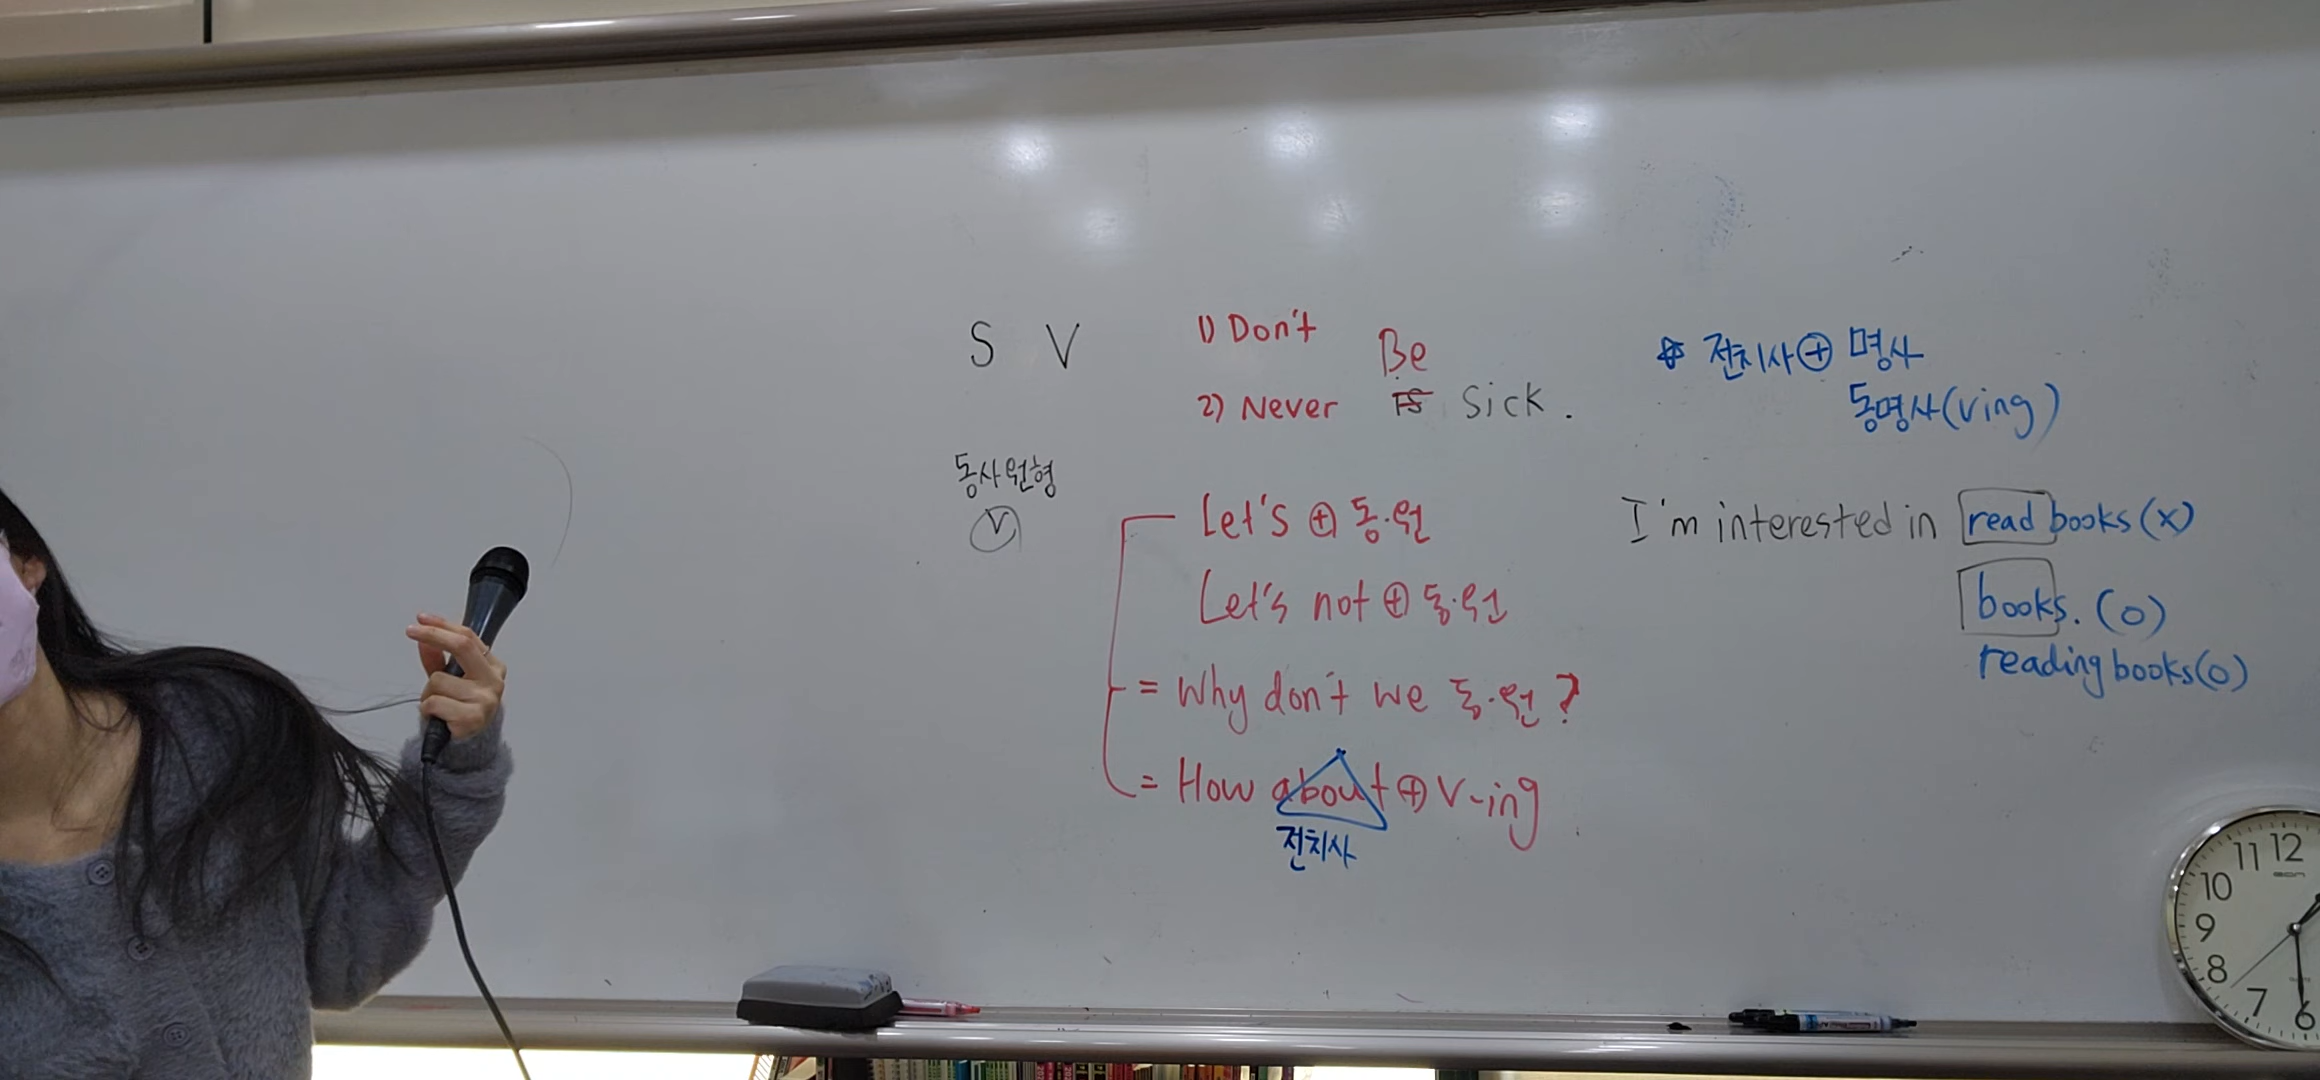 S V
동사원형
V
1) Don't
2) Never
Be
is sick.
Let's + 동.원
Let's not + 동.원
= Why don't we 동.원?
= How about + V-ing
전치사
* 전치사 + 명사
동명사(ving)
I'm interested in read books (x)
books. (o)
reading books (o)
11 12
10
9
8
7
6